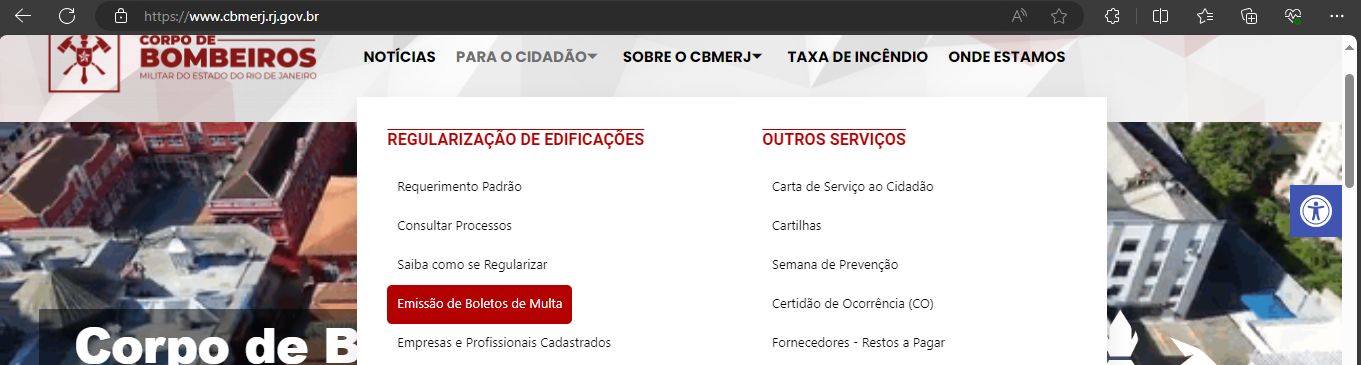 https://www.cbmerj.rj.gov.br
CORPO DE
BOMBEIROS
MILITAR DO ESTADO DO RIO DE JANEIRO
NOTÍCIAS
PARA O CIDADÃO
SOBRE O CBMERJ
TAXA DE INCÊNDIO
ONDE ESTAMOS
REGULARIZAÇÃO DE EDIFICAÇÕES
Requerimento Padrão
Consultar Processos
Saiba como se Regularizar
Emissão de Boletos de Multa
Empresas e Profissionais Cadastrados
OUTROS SERVIÇOS
Carta de Serviço ao Cidadão
Cartilhas
Semana de Prevenção
Certidão de Ocorrência (CO)
Fornecedores - Restos a Pagar
Corpo de B